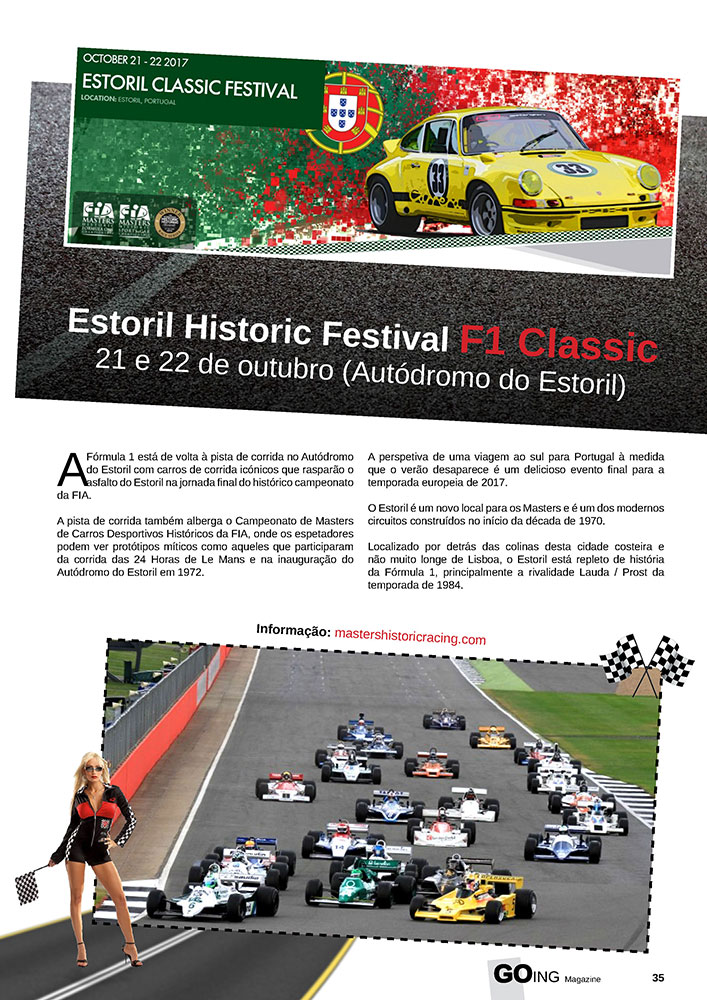 OCTOBER 21 - 22 2017
ESTORIL CLASSIC FESTIVAL
LOCATION: ESTORIL, PORTUGAL
FIA
MASTERS
FIA
MASTERS
33
33
Estoril Historic Festival F1 Classic
21 e 22 de outubro (Autódromo do Estoril)
A Fórmula 1 está de volta à pista de corrida no Autódromo
do Estoril com carros de corrida icónicos que rasparão o
asfalto do Estoril na jornada final do histórico campeonato
da FIA.
A pista de corrida também alberga o Campeonato de Masters
de Carros Desportivos Históricos da FIA, onde os espetadores
podem ver protótipos míticos como aqueles que participaram
da corrida das 24 Horas de Le Mans e na inauguração do
Autódromo do Estoril em 1972.
A perspetiva de uma viagem ao sul para Portugal à medida
que o verão desaparece é um delicioso evento final para a
temporada europeia de 2017.
O Estoril é um novo local para os Masters e é um dos modernos
circuitos construídos no início da década de 1970.
Localizado por detrás das colinas desta cidade costeira e
não muito longe de Lisboa, o Estoril está repleto de história
da Fórmula 1, principalmente a rivalidade Lauda / Prost da
temporada de 1984.
Informação: mastershistoricracing.com
GOING Magazine
35